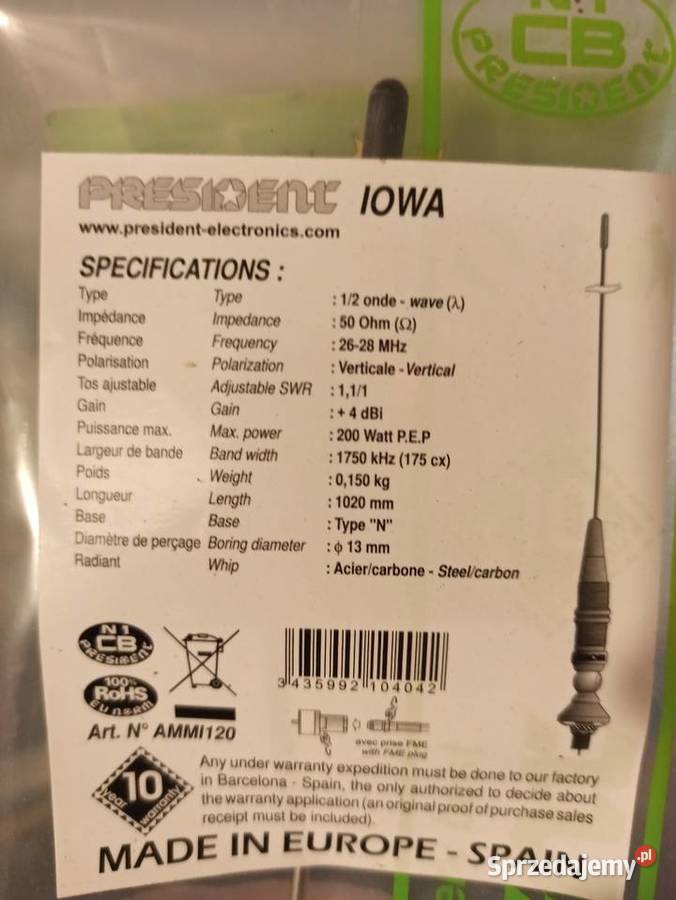 N.1
CB
PRESIDENT
PRESIDENT IOWA
www.president-electronics.com
SPECIFICATIONS :
Type Type : 1/2 onde - wave (λ)
Impédance Impedance : 50 Ohm (Ω)
Fréquence Frequency : 26-28 MHz
Polarisation Polarization : Verticale - Vertical
Tos ajustable Adjustable SWR : 1,1/1
Gain Gain : + 4 dBi
Puissance max. Max. power : 200 Watt P.E.P
Largeur de bande Band width : 1750 kHz (175 cx)
Poids Weight : 0,150 kg
Longueur Length : 1020 mm
Base Base : Type "N"
Diamètre de perçage Boring diameter : ϕ 13 mm
Radiant Whip : Acier/carbone - Steel/carbon
N 1
CB
PRESIDENT
100%
RoHS
EU norm
3 435992 104042
Art. N° AMMI120
avec prise FME
with FME plug
10
year warranty
Any under warranty expedition must be done to our factory
in Barcelona - Spain, the only authorized to decide about
the warranty application (an original proof of purchase sales
receipt must be included).
MADE IN EUROPE - SPAIN
Sprzedajemy.pl